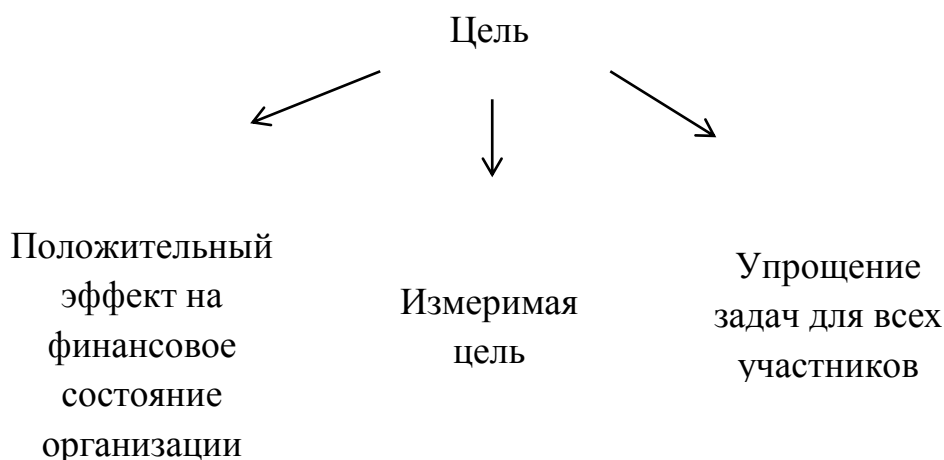 Цель
Положительный
эффект на
финансовое
состояние
организации
Измеримая
цель
Упрощение
задач для всех
участников